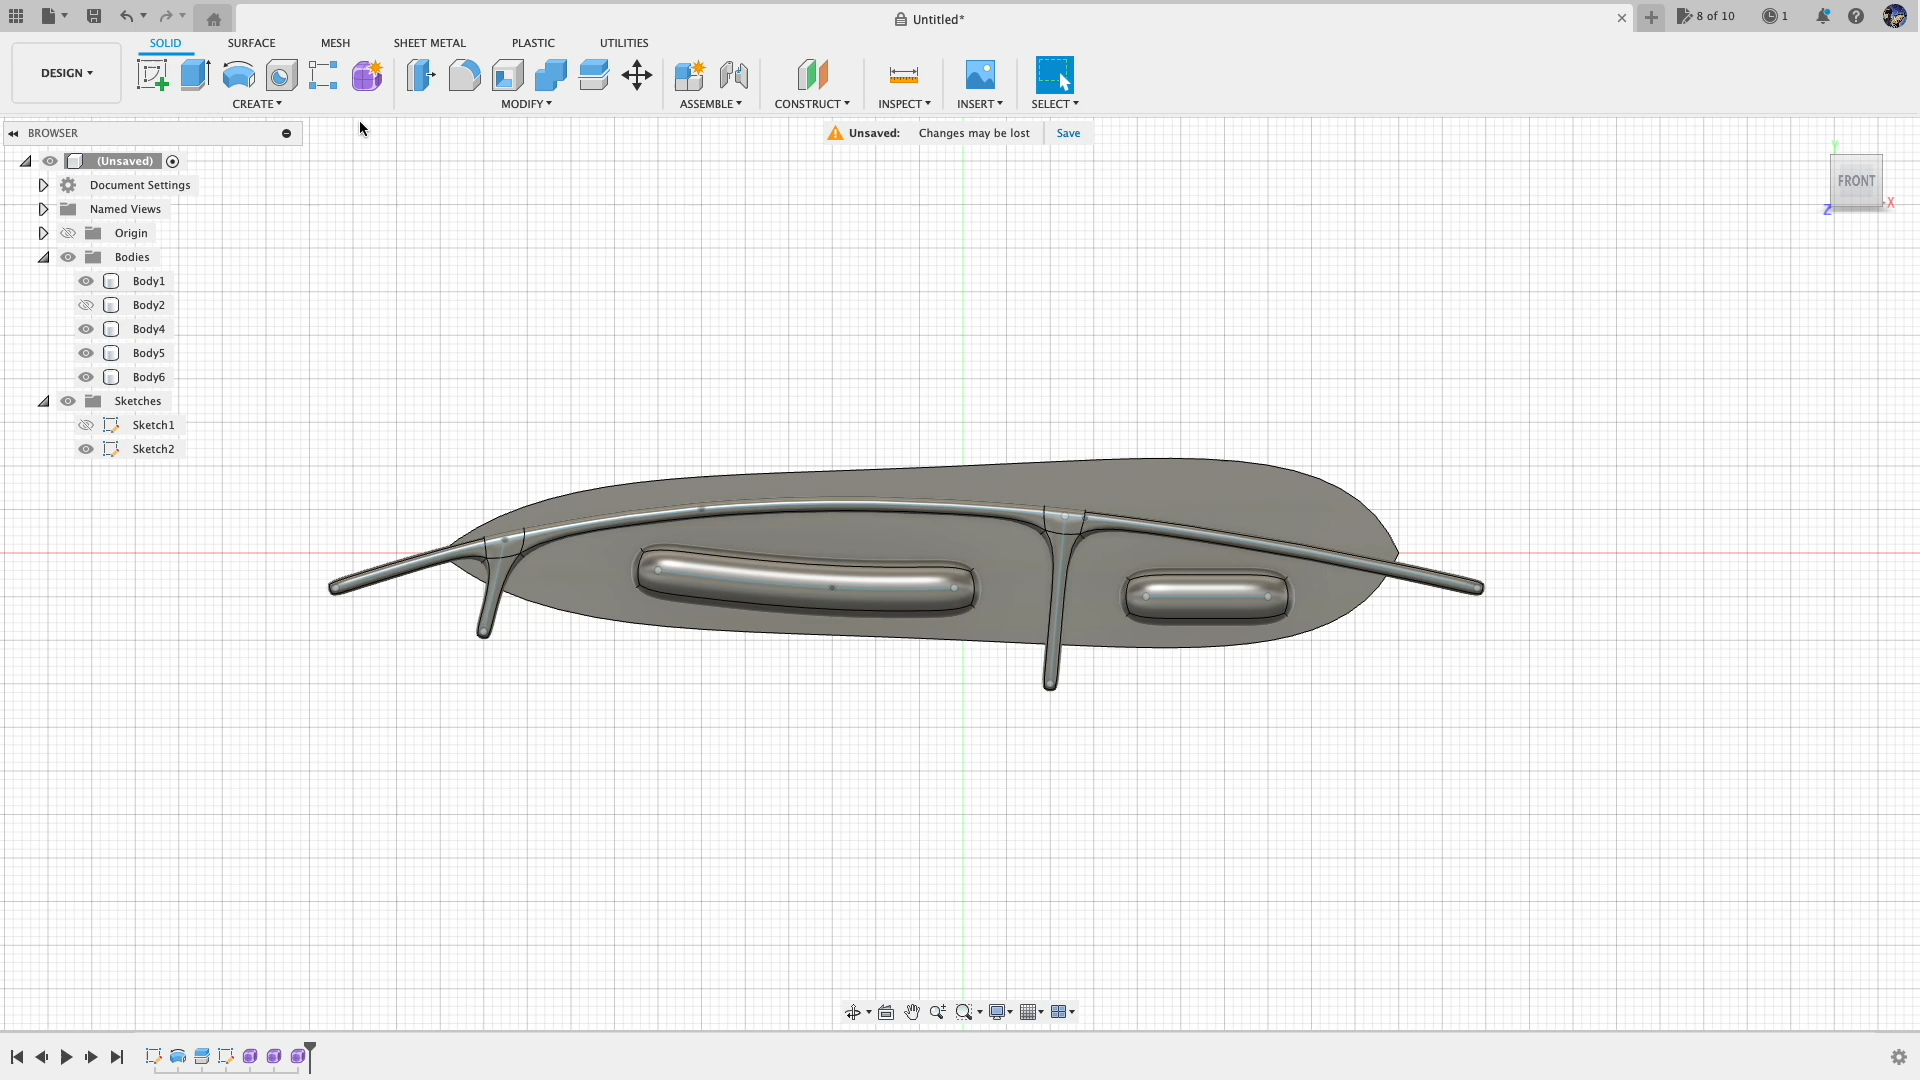 Untitled*
8 of 10
1
SOLID
SURFACE
MESH
SHEET METAL
PLASTIC
UTILITIES
DESIGN
CREATE
MODIFY
ASSEMBLE
CONSTRUCT
INSPECT
INSERT
SELECT
BROWSER
Unsaved: Changes may be lost Save
(Unsaved)
Document Settings
Named Views
Origin
Bodies
Body1
Body2
Body4
Body5
Body6
Sketches
Sketch1
Sketch2
Y
FRONT
Z
X